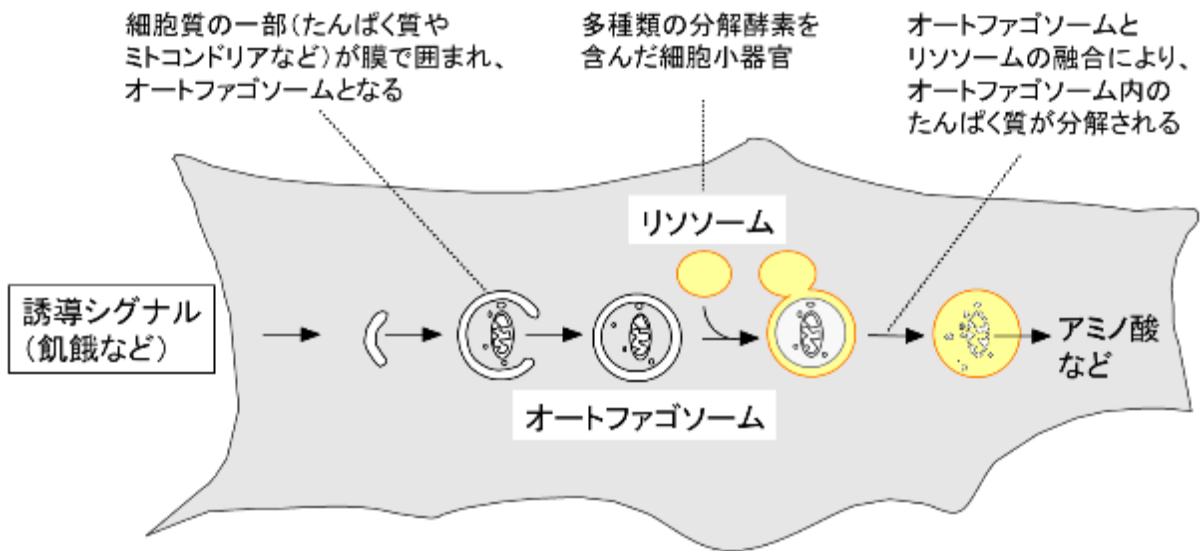 細胞質の一部(たんぱく質や
ミトコンドリアなど)が膜で囲まれ、
オートファゴソームとなる
多種類の分解酵素を
含んだ細胞小器官
オートファゴソームと
リソソームの融合により、
オートファゴソーム内の
たんぱく質が分解される
リソソーム
誘導シグナル
(飢餓など)
オートファゴソーム
アミノ酸
など